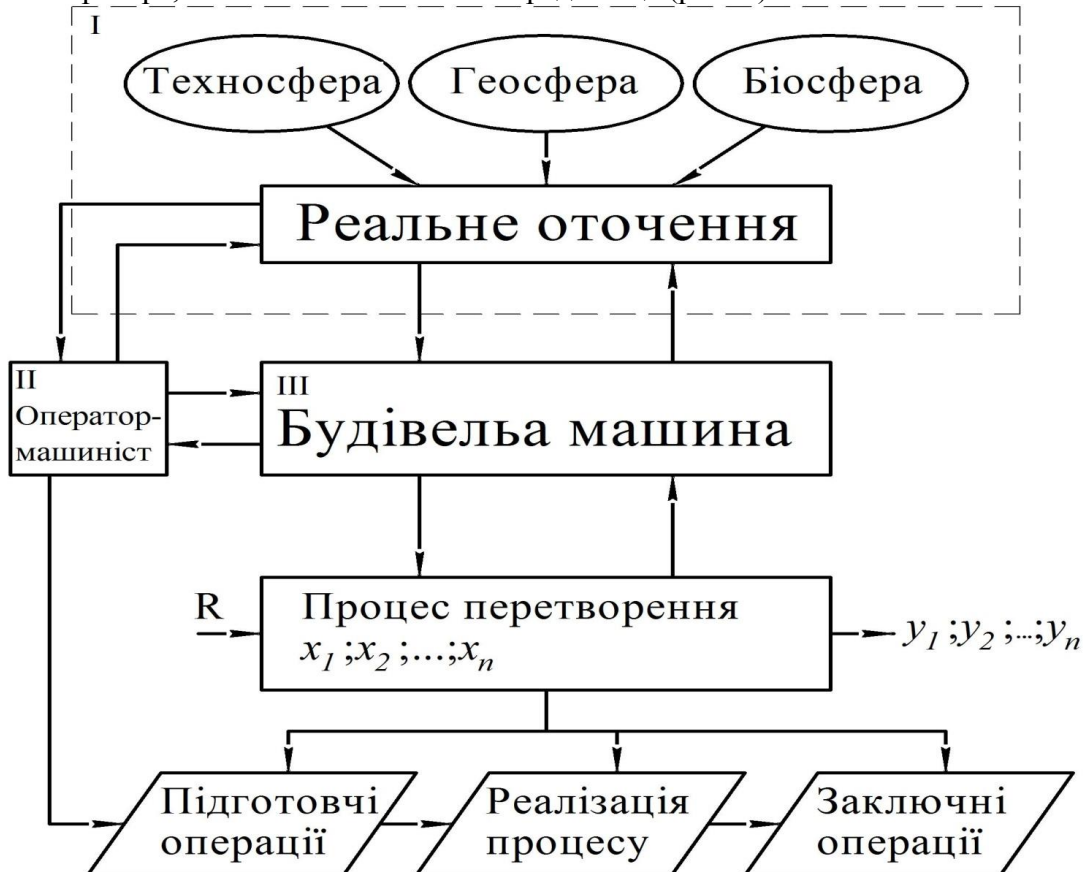 I
Техносфера
Геосфера
Біосфера
Реальне оточення
II
Оператор-
машиніст
III
Будівельа машина
R
Процес перетворення
x₁ ;x₂ ;...;xₙ
y₁ ;y₂ ;...;yₙ
Підготовчі
операції
Реалізація
процесу
Заключні
операції